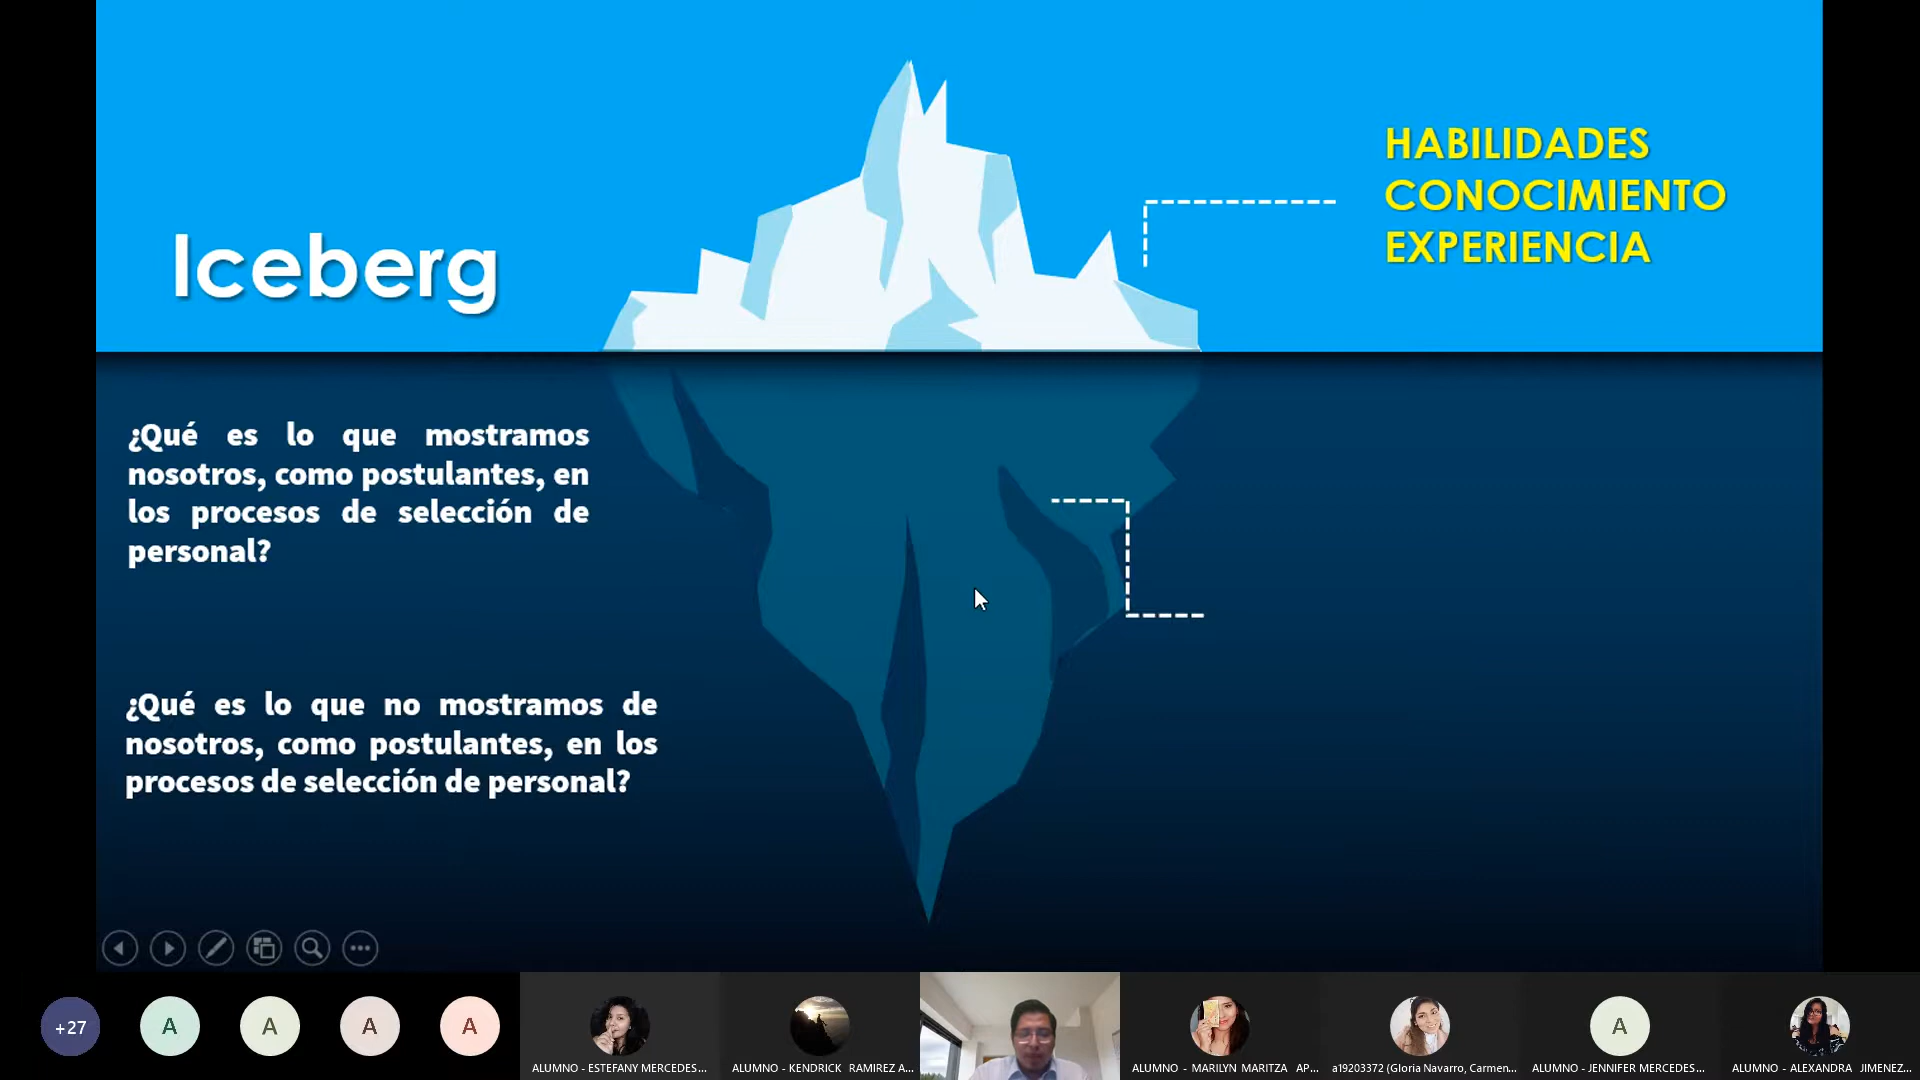 HABILIDADES
CONOCIMIENTO
EXPERIENCIA
Iceberg
¿Qué es lo que mostramos
nosotros, como postulantes, en
los procesos de selección de
personal?
¿Qué es lo que no mostramos de
nosotros, como postulantes, en los
procesos de selección de personal?
+27
A
A
A
A
A
ALUMNO - ESTEFANY MERCEDES...
ALUMNO - KENDRICK RAMIREZ A...
ALUMNO - MARILYN MARITZA AP...
a19203372 (Gloria Navarro, Carmen...
ALUMNO - JENNIFER MERCEDES...
ALUMNO - ALEXANDRA JIMENEZ...